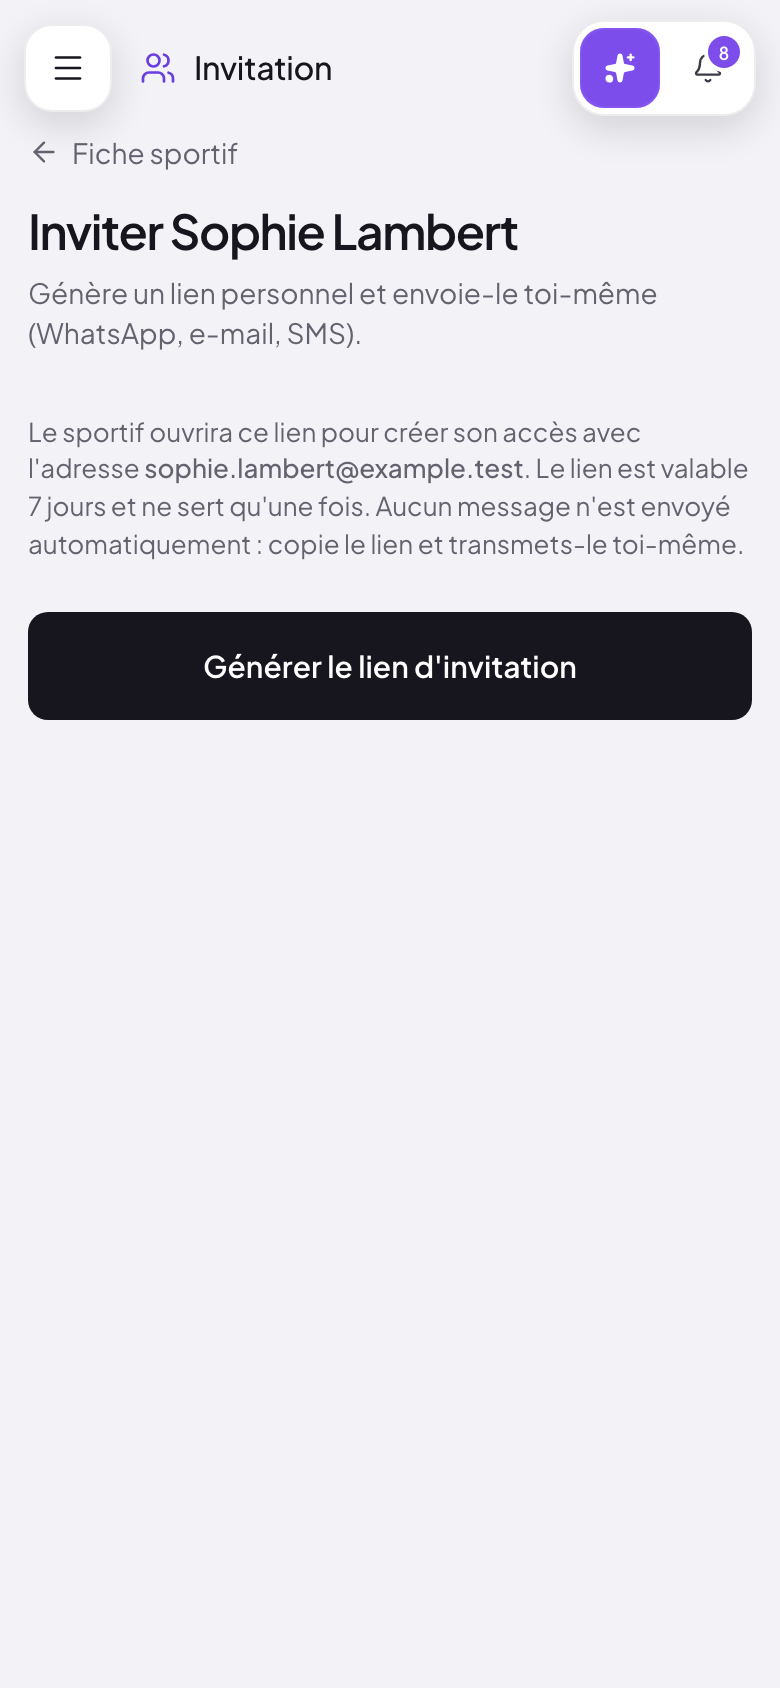 Invitation
8
Fiche sportif
Inviter Sophie Lambert
Génère un lien personnel et envoie-le toi-même
(WhatsApp, e-mail, SMS).
Le sportif ouvrira ce lien pour créer son accès avec
l'adresse sophie.lambert@example.test. Le lien est valable
7 jours et ne sert qu'une fois. Aucun message n'est envoyé
automatiquement : copie le lien et transmets-le toi-même.
Générer le lien d'invitation